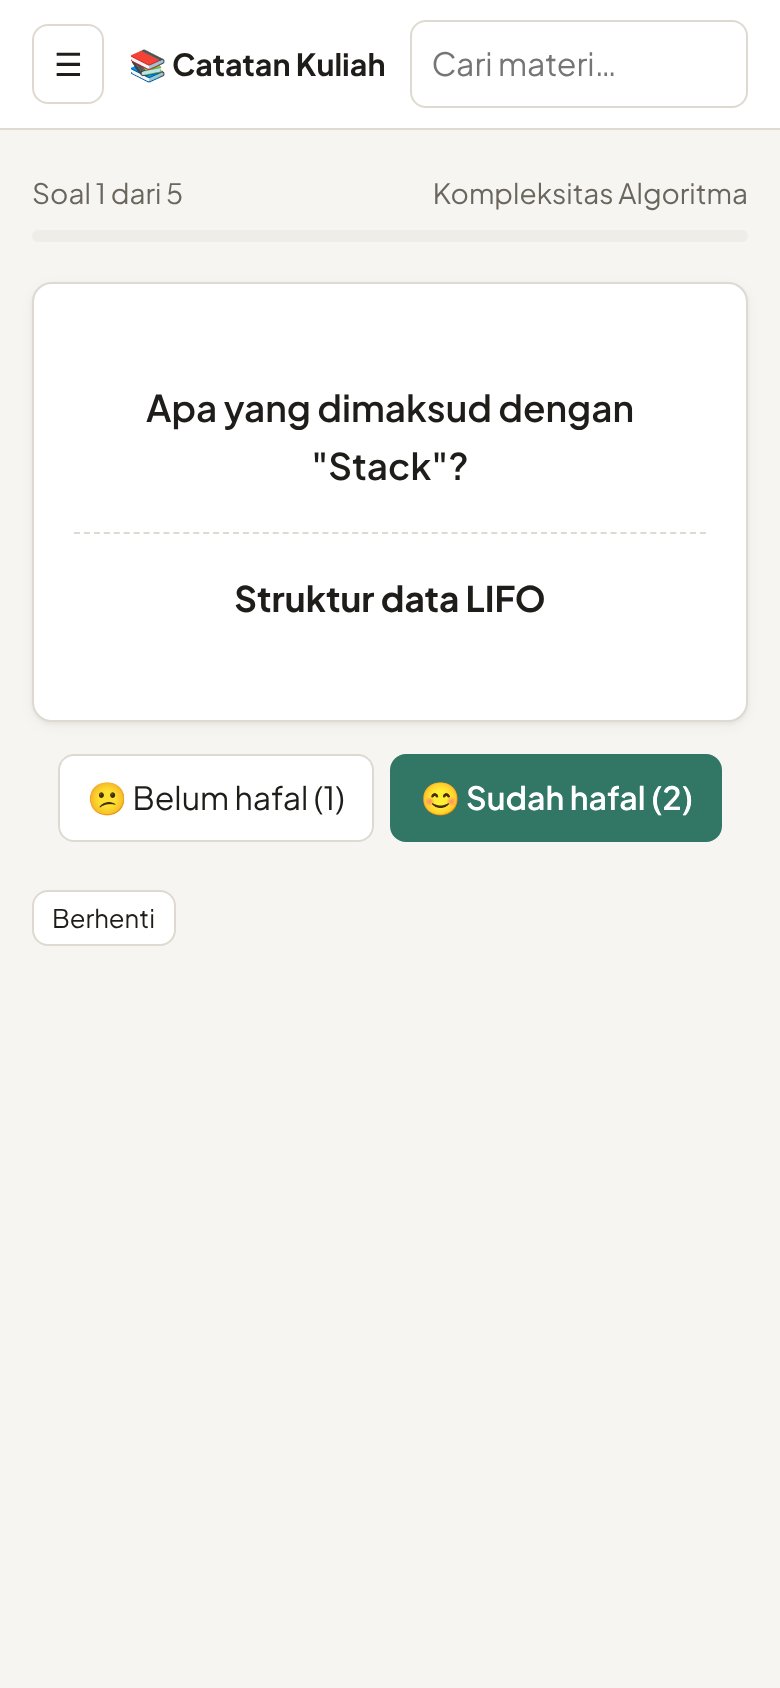 ☰
📚 Catatan Kuliah
Cari materi...
Soal 1 dari 5
Kompleksitas Algoritma
Apa yang dimaksud dengan
"Stack"?
Struktur data LIFO
😕 Belum hafal (1)
😊 Sudah hafal (2)
Berhenti